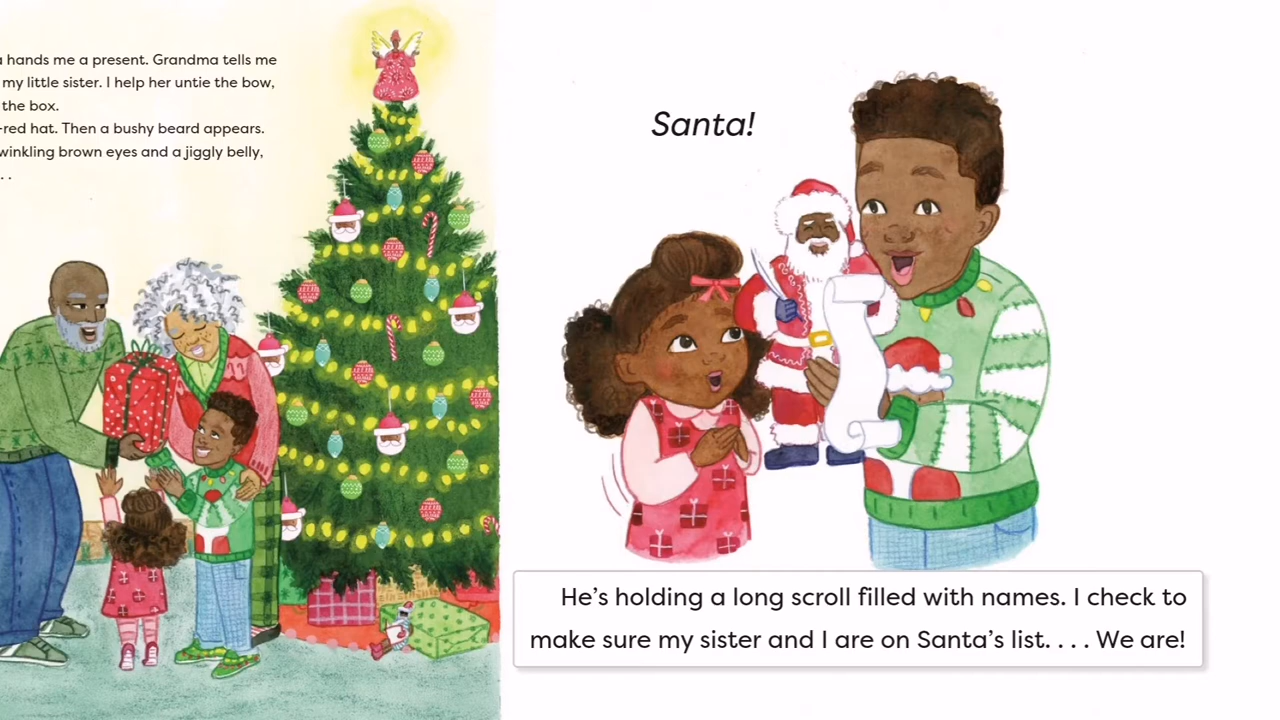 hands me a present. Grandma tells me
my little sister. I help her untie the bow,
the box.
-red hat. Then a bushy beard appears.
winkling brown eyes and a jiggly belly,
. .
Santa!
He’s holding a long scroll filled with names. I check to
make sure my sister and I are on Santa’s list. . . . We are!